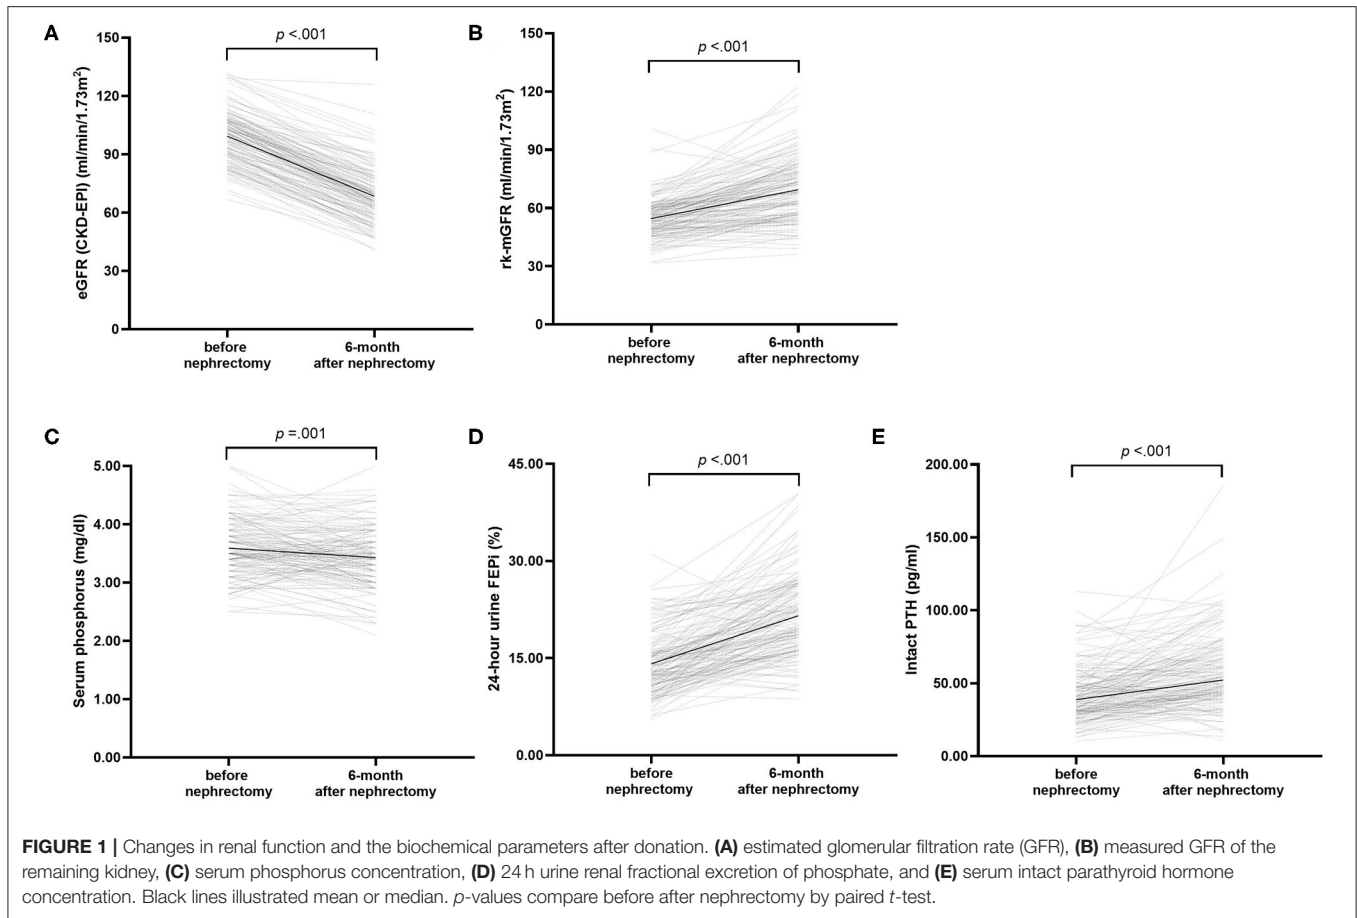 A
p <.001
eGFR (CKD-EPI) (ml/min/1.73m²)
150
120
90
60
30
0
before
nephrectomy
6-month
after nephrectomy
B
p <.001
rk-mGFR (ml/min/1.73m²)
150
120
90
60
30
0
before
nephrectomy
6-month
after nephrectomy
C
p =.001
Serum phosphorus (mg/dl)
5.00
4.00
3.00
2.00
1.00
0.00
before
nephrectomy
6-month
after nephrectomy
D
p <.001
24-hour urine FEPi (%)
45.00
30.00
15.00
0.00
before
nephrectomy
6-month
after nephrectomy
E
p <.001
Intact PTH (pg/ml)
200.00
150.00
100.00
50.00
0.00
before
nephrectomy
6-month
after nephrectomy
FIGURE 1 | Changes in renal function and the biochemical parameters after donation. (A) estimated glomerular filtration rate (GFR), (B) measured GFR of the
remaining kidney, (C) serum phosphorus concentration, (D) 24 h urine renal fractional excretion of phosphate, and (E) serum intact parathyroid hormone
concentration. Black lines illustrated mean or median. p-values compare before after nephrectomy by paired t-test.